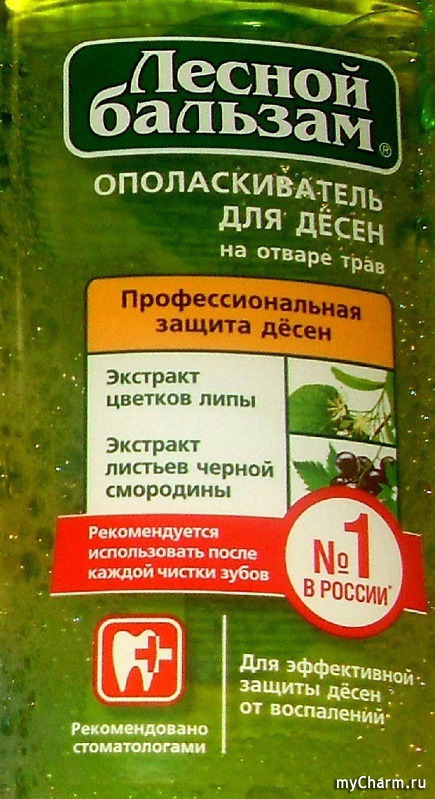 Лесной
бальзам®
ОПОЛАСКИВАТЕЛЬ
ДЛЯ ДЁСЕН
на отваре трав
Профессиональная
защита дёсен
Экстракт
цветков липы
Экстракт
листьев черной
смородины
Рекомендуется
использовать после
каждой чистки зубов
№1
В РОССИИ*
Рекомендовано
стоматологами
Для эффективной
защиты дёсен
от воспалений
myCharm.ru